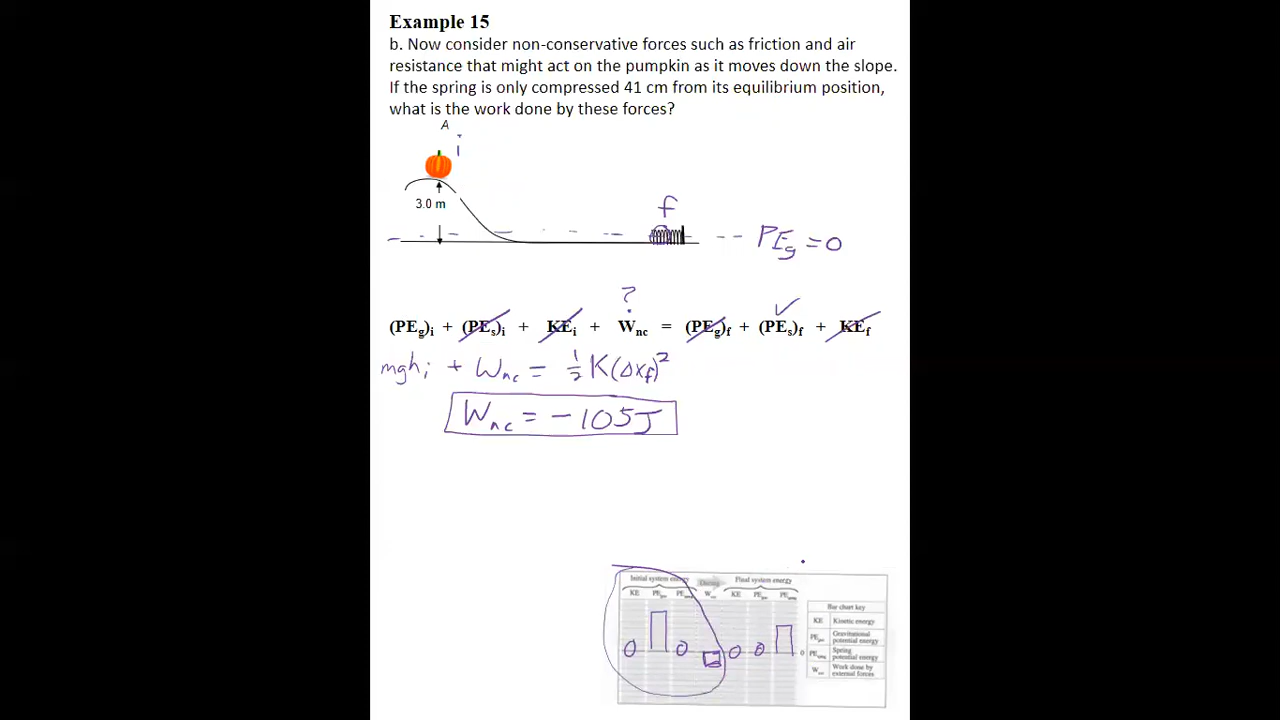 Example 15
b. Now consider non-conservative forces such as friction and air
resistance that might act on the pumpkin as it moves down the slope.
If the spring is only compressed 41 cm from its equilibrium position,
what is the work done by these forces?
A
i
3.0 m
f
PEg = 0
?
(PEg)i + (PEs)i + KEi + Wnc = (PEg)f + (PEs)f + KEf
mghi + Wnc = 1/2 K(Δxf)²
Wnc = -105J
Initial system energy Final system energy
KE KE
Bar chart key
KE Kinetic energy
Gravitational
potential energy
Spring
potential energy
Work done by
external forces
0 0 0 0 0